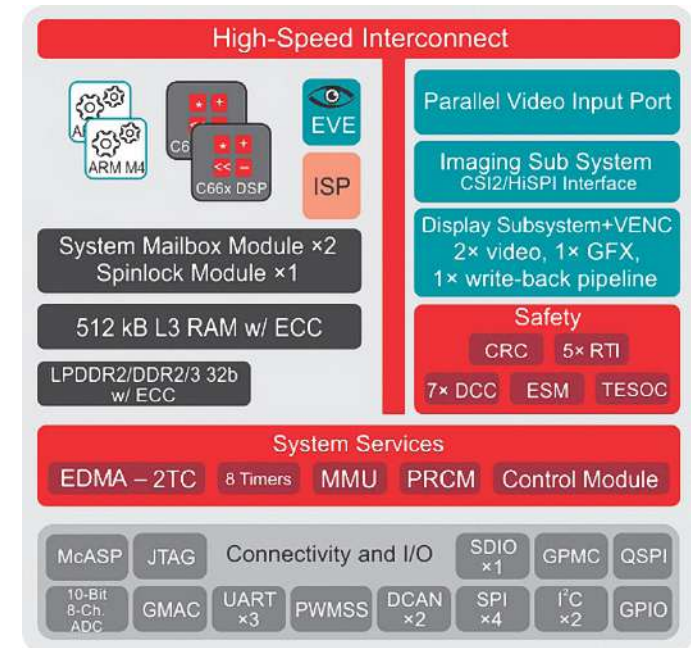 High-Speed Interconnect
ARM M4
C6
C66x DSP
EVE
ISP
System Mailbox Module ×2
Spinlock Module ×1
512 kB L3 RAM w/ ECC
LPDDR2/DDR2/3 32b
w/ ECC
Parallel Video Input Port
Imaging Sub System
CSI2/HiSPI Interface
Display Subsystem+VENC
2× video, 1× GFX,
1× write-back pipeline
Safety
CRC
5× RTI
7× DCC
ESM
TESOC
System Services
EDMA – 2TC
8 Timers
MMU
PRCM
Control Module
McASP
JTAG
Connectivity and I/O
SDIO
×1
GPMC
QSPI
10-Bit
8-Ch.
ADC
GMAC
UART
×3
PWMSS
DCAN
×2
SPI
×4
I²C
×2
GPIO